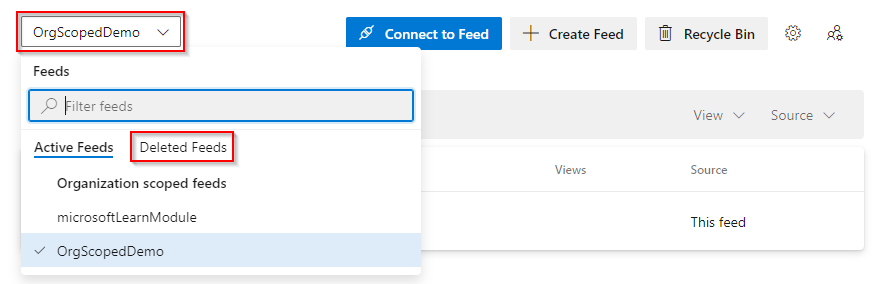 OrgScopedDemo
Connect to Feed
Create Feed
Recycle Bin
Feeds
Filter feeds
View
Source
Active Feeds
Deleted Feeds
Organization scoped feeds
Views
Source
microsoftLearnModule
This feed
OrgScopedDemo